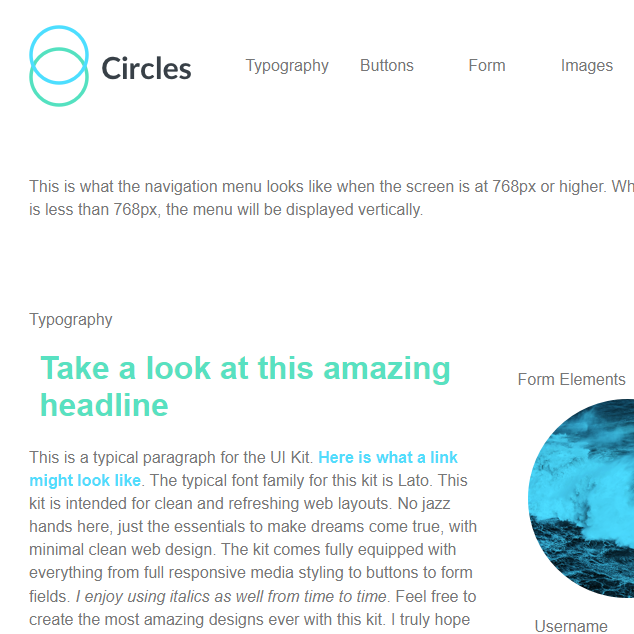 Circles
Typography Buttons Form Images
This is what the navigation menu looks like when the screen is at 768px or higher.
is less than 768px, the menu will be displayed vertically.
Typography
Take a look at this amazing
headline
Form Elements
This is a typical paragraph for the UI Kit. Here is what a link
might look like. The typical font family for this kit is Lato. This
kit is intended for clean and refreshing web layouts. No jazz
hands here, just the essentials to make dreams come true, with
minimal clean web design. The kit comes fully equipped with
everything from full responsive media styling to buttons to form
fields. I enjoy using italics as well from time to time. Feel free to
create the most amazing designs ever with this kit. I truly hope
Username